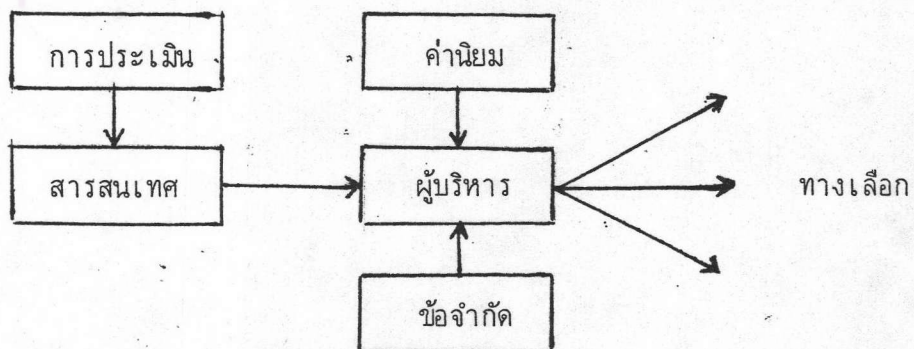 การประเมิน
ค่านิยม
สารสนเทศ
ผู้บริหาร
ทางเลือก
ข้อจำกัด